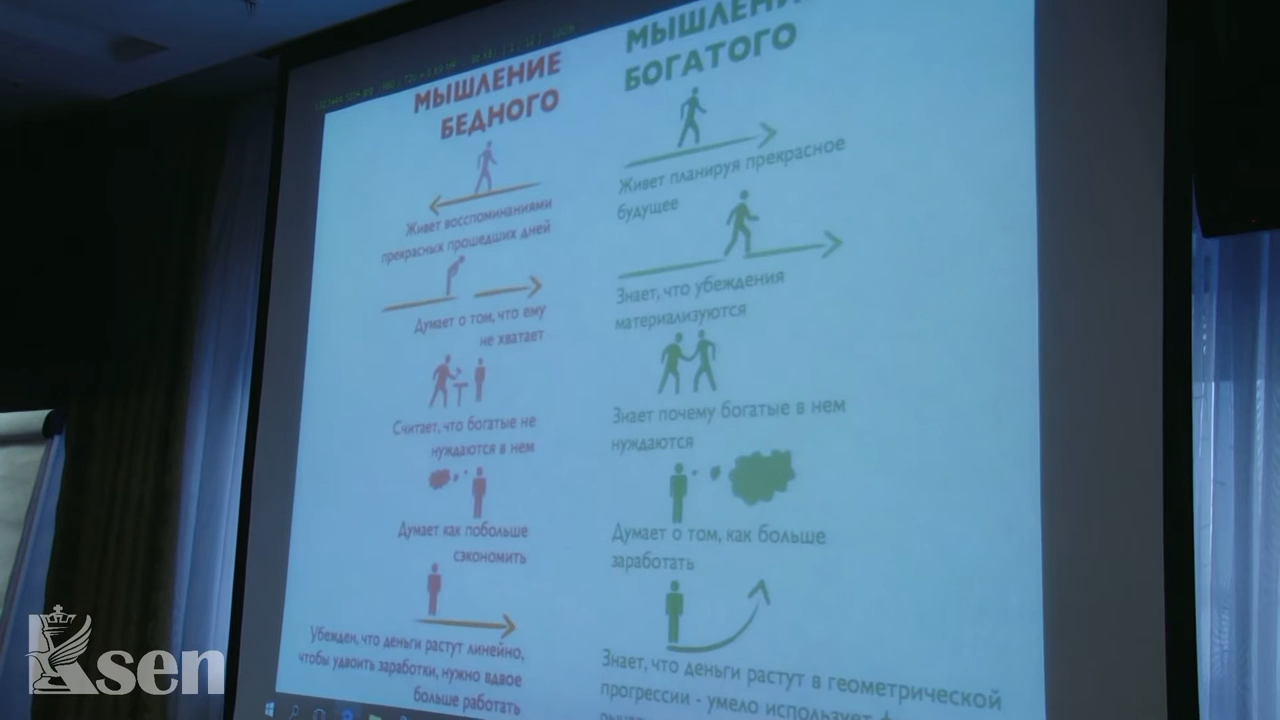 МЫШЛЕНИЕ
БЕДНОГО
Живет воспоминаниями
прекрасных прошедших дней
Думает о том, что ему
не хватает
Считает, что богатые не
нуждаются в нем
Думает как побольше
сэкономить
Убежден, что деньги растут линейно,
чтобы удвоить заработки, нужно вдвое
больше работать
МЫШЛЕНИ
БОГАТОГО
Живет планируя прекрасное
будущее
Знает, что убеждения
материализуются
Знает почему богатые в нем
нуждаются
Думает о том, как больше
заработать
Знает, что деньги растут в геометрической
прогрессии - умело использует
Ksen